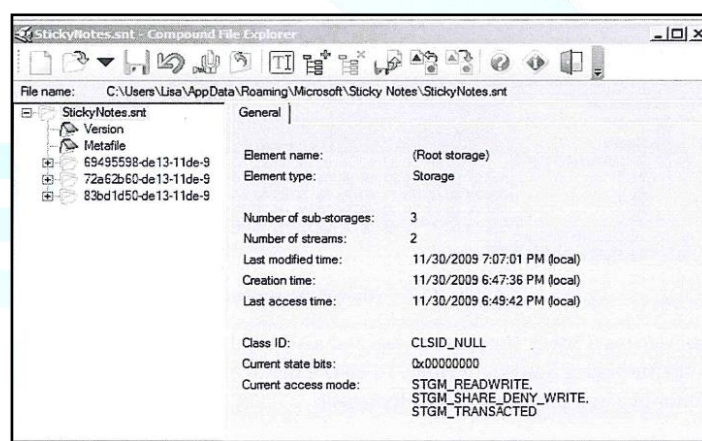 StickyNotes.snt - Compound File Explorer
File name: C:\Users\Lisa\AppData\Roaming\Microsoft\Sticky Notes\StickyNotes.snt
StickyNotes.snt
Version
Metafile
69495598-de13-11de-9
72a62b60-de13-11de-9
83bd1d50-de13-11de-9
General
Element name: (Root storage)
Element type: Storage
Number of sub-storages: 3
Number of streams: 2
Last modified time: 11/30/2009 7:07:01 PM (local)
Creation time: 11/30/2009 6:47:36 PM (local)
Last access time: 11/30/2009 6:49:42 PM (local)
Class ID: CLSID_NULL
Current state bits: 0x00000000
Current access mode: STGM_READWRITE,
STGM_SHARE_DENY_WRITE,
STGM_TRANSACTED